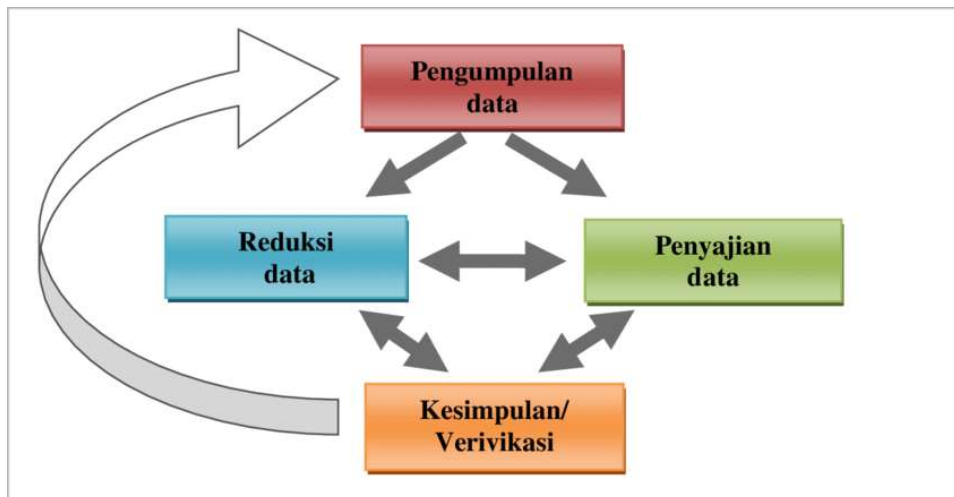 Pengumpulan
data
Reduksi
data
Penyajian
data
Kesimpulan/
Verivikasi